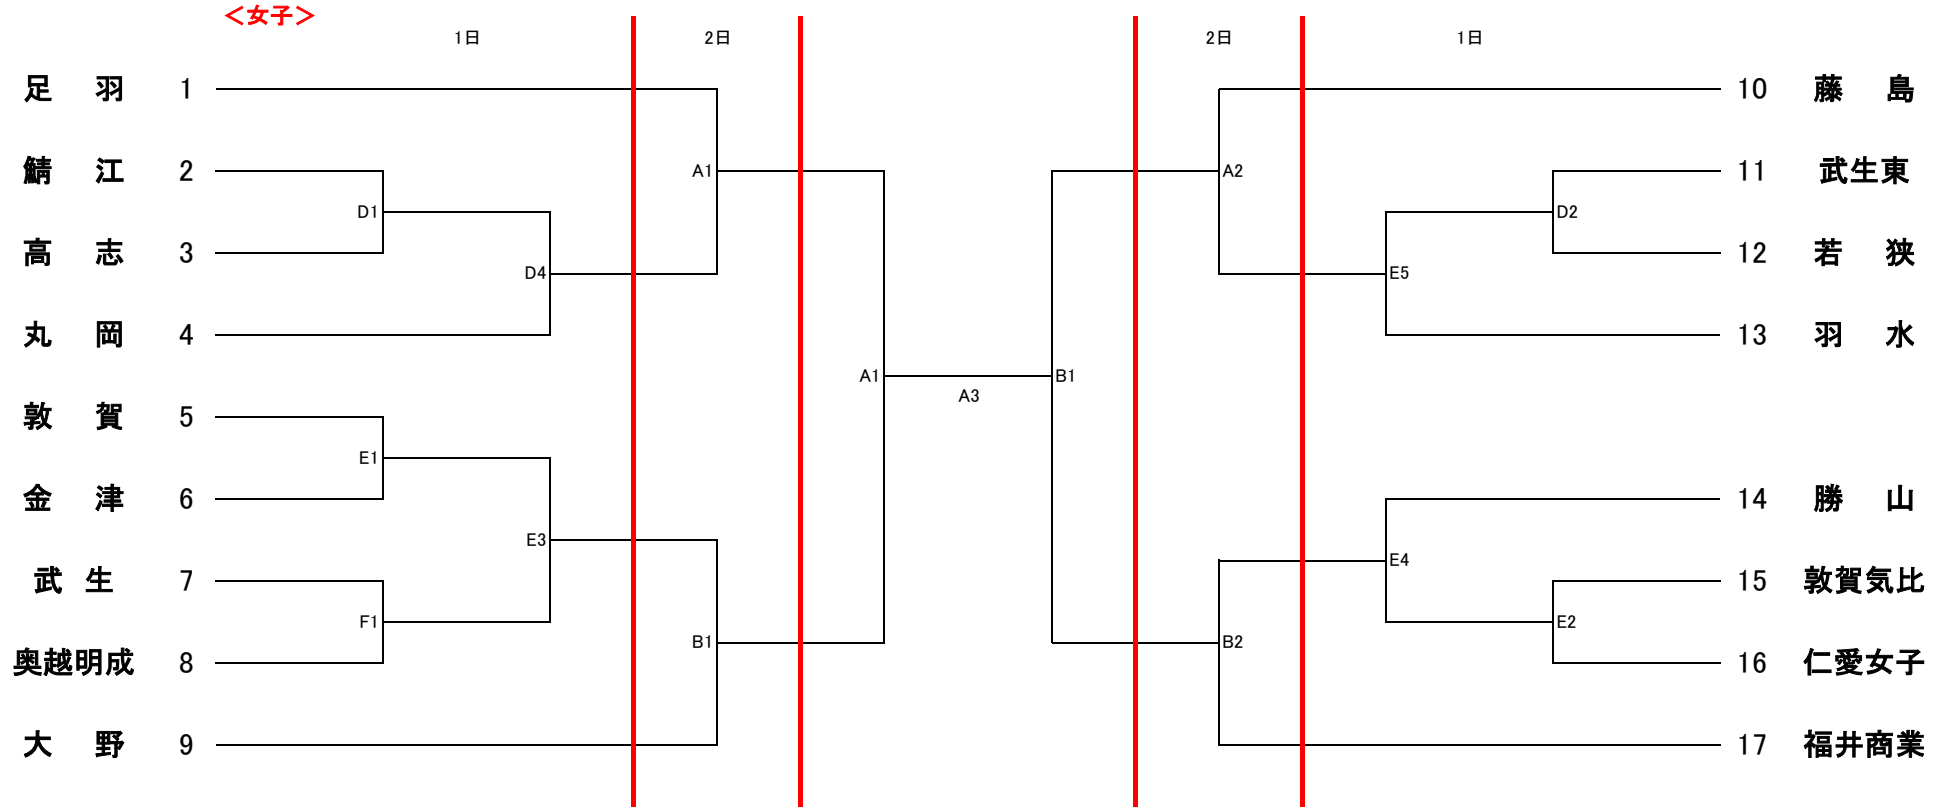 ＜女子＞
1日 2日 2日 1日
足 羽 1 10 藤 島
鯖 江 2 A1 A2 11 武生東
D1 D2
高 志 3 12 若 狭
D4 E5
丸 岡 4 13 羽 水
A1 B1
A3
敦 賀 5
E1
金 津 6 14 勝 山
E3 E4
武 生 7 15 敦賀気比
F1 E2
B1 B2
奥越明成 8 16 仁愛女子
大 野 9 17 福井商業